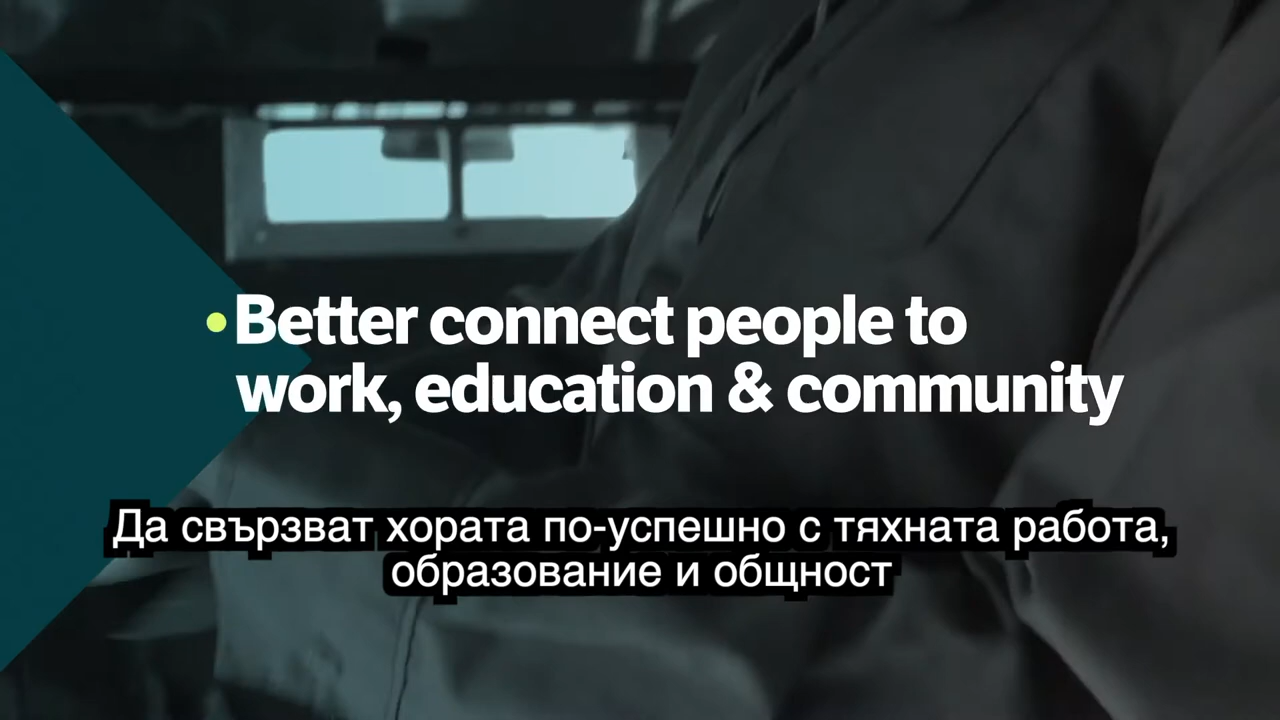 •Better connect people to
work, education & community
Да свързват хората по-успешно с тяхната работа,
образование и общност